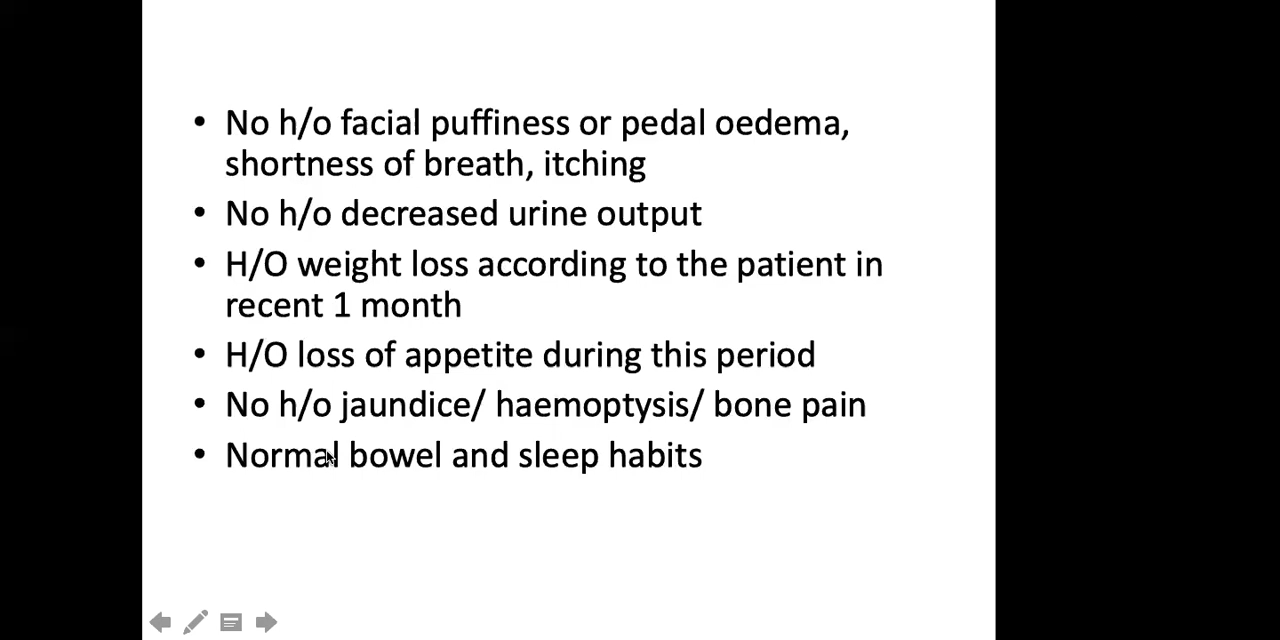 • No h/o facial puffiness or pedal oedema,
shortness of breath, itching
• No h/o decreased urine output
• H/O weight loss according to the patient in
recent 1 month
• H/O loss of appetite during this period
• No h/o jaundice/ haemoptysis/ bone pain
• Normal bowel and sleep habits